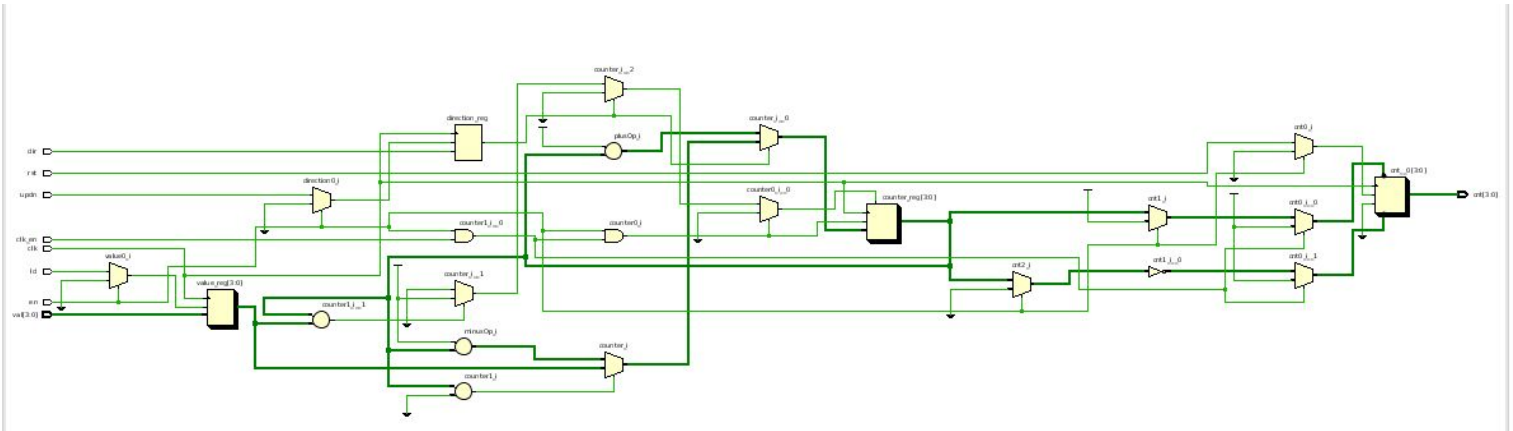 counter_i__2
direction_reg
counter_i__0
plusOp_i
cnt0_i
dir
rst
cnt__0[3:0]
direction0_i
updn
counter0_i__0
counter_reg[3:0]
cnt[3:0]
cnt1_i
cnt0_i__0
counter1_i__0
counter0_i
clk_en
clk
value0_i
cnt0_i__1
cnt1_i__0
cnt2_i
ld
counter_i__1
value_reg[3:0]
en
counter1_i__1
val[3:0]
minusOp_i
counter_i
counter1_i